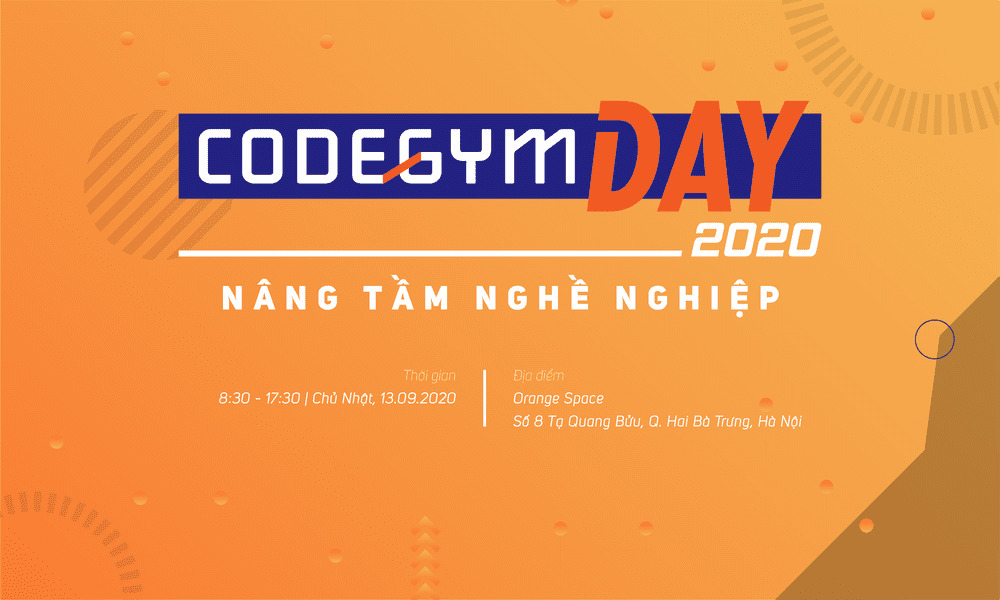 CODEGYM DAY
2020
NÂNG TẦM NGHỀ NGHIỆP
Thời gian
8:30 - 17:30 | Chủ Nhật, 13.09.2020
Địa điểm
Orange Space
Số 8 Tạ Quang Bửu, Q. Hai Bà Trưng, Hà Nội